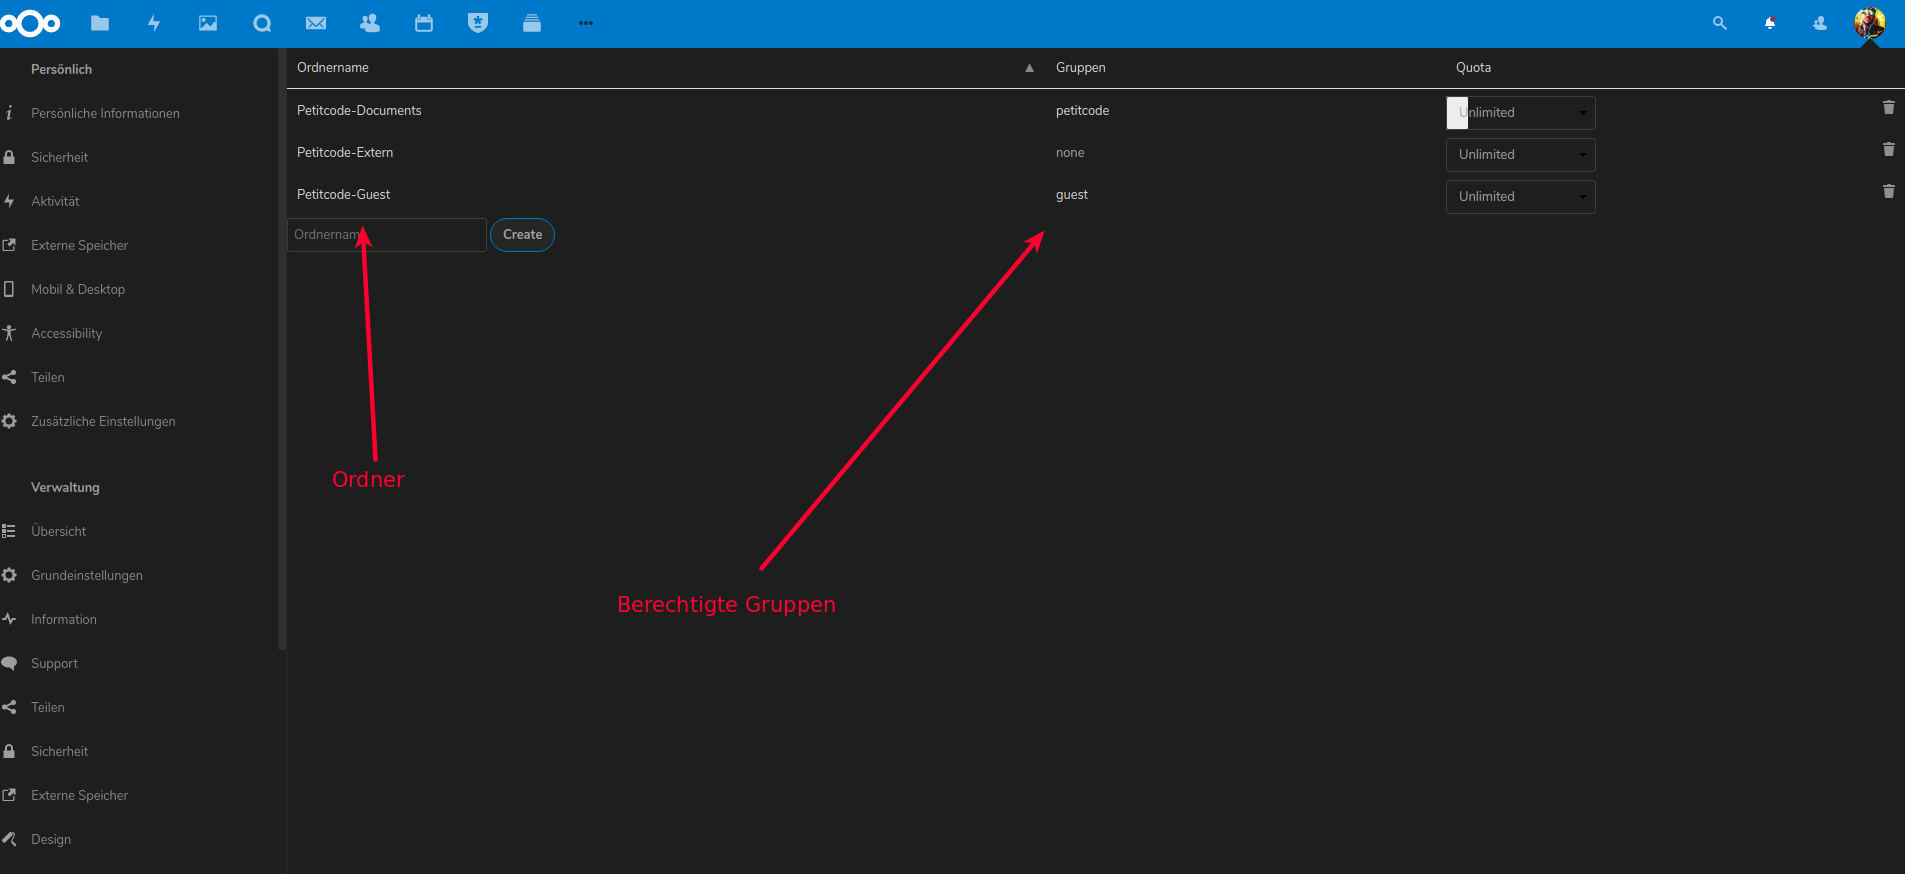 Persönlich
Persönliche Informationen
Sicherheit
Aktivität
Externe Speicher
Mobil & Desktop
Accessibility
Teilen
Zusätzliche Einstellungen
Verwaltung
Übersicht
Grundeinstellungen
Information
Support
Teilen
Sicherheit
Externe Speicher
Design
Ordnername ▲ Gruppen Quota
Petitcode-Documents petitcode Unlimited
Petitcode-Extern none Unlimited
Petitcode-Guest guest Unlimited
Ordnername Create
Ordner
Berechtigte Gruppen